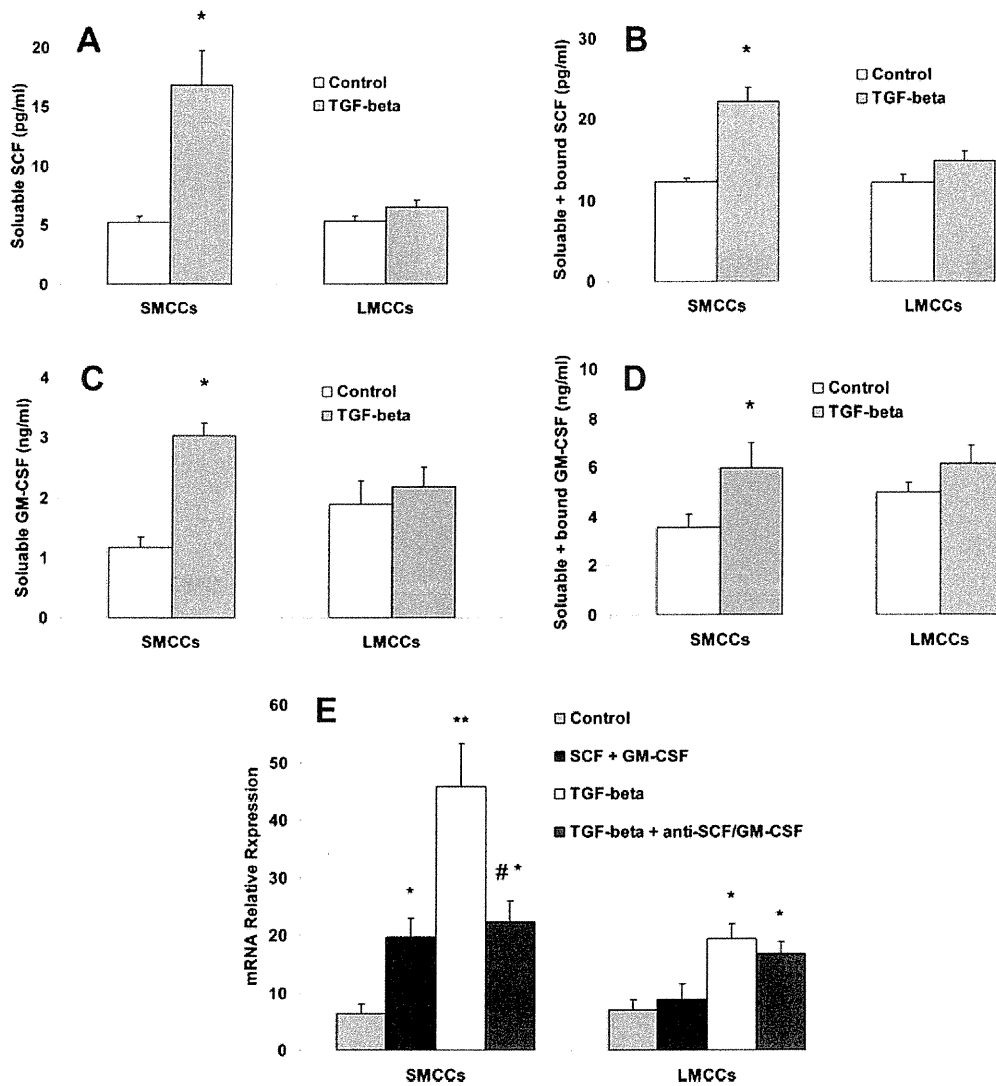 A
Soluable SCF (pg/ml)
20
15
10
5
0
*
Control
TGF-beta
SMCCs
LMCCs
B
Soluable + bound SCF (pg/ml)
30
20
10
0
*
Control
TGF-beta
SMCCs
LMCCs
C
Soluable GM-CSF (ng/ml)
4
3
2
1
0
*
Control
TGF-beta
SMCCs
LMCCs
D
Soluable + bound GM-CSF (ng/ml)
10
8
6
4
2
0
*
Control
TGF-beta
SMCCs
LMCCs
E
mRNA Relative Rxpression
60
50
40
30
20
10
0
*
**
# *
*
*
Control
SCF + GM-CSF
TGF-beta
TGF-beta + anti-SCF/GM-CSF
SMCCs
LMCCs